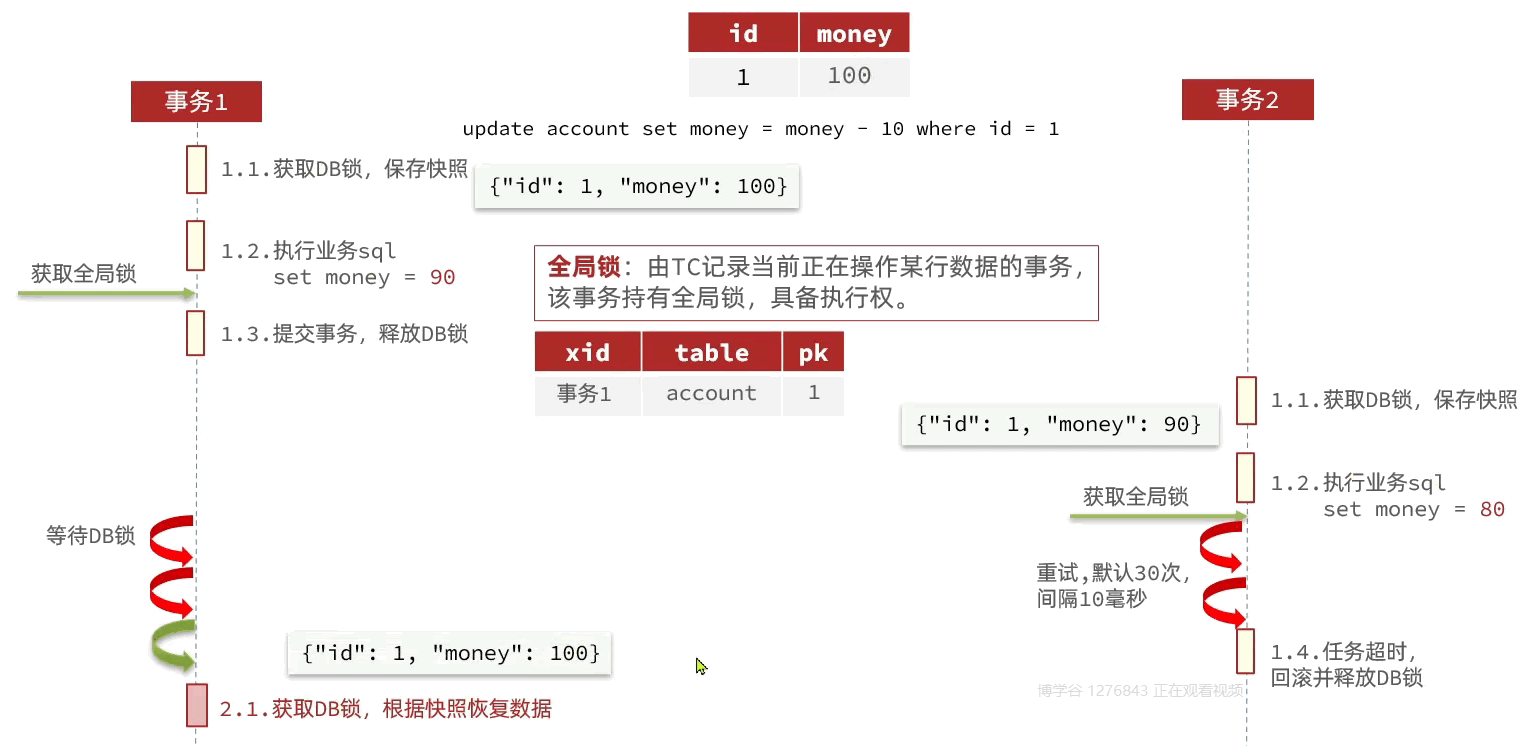 id money
1 100
事务1
事务2
update account set money = money - 10 where id = 1
1.1.获取DB锁，保存快照
{"id": 1, "money": 100}
1.2.执行业务sql
set money = 90
获取全局锁
全局锁：由TC记录当前正在操作某行数据的事务，
该事务持有全局锁，具备执行权。
1.3.提交事务，释放DB锁
xid table pk
事务1 account 1
1.1.获取DB锁，保存快照
{"id": 1, "money": 90}
1.2.执行业务sql
set money = 80
获取全局锁
等待DB锁
重试,默认30次，
间隔10毫秒
{"id": 1, "money": 100}
1.4.任务超时，
回滚并释放DB锁
博学谷 1276843 正在观看视频
2.1.获取DB锁，根据快照恢复数据